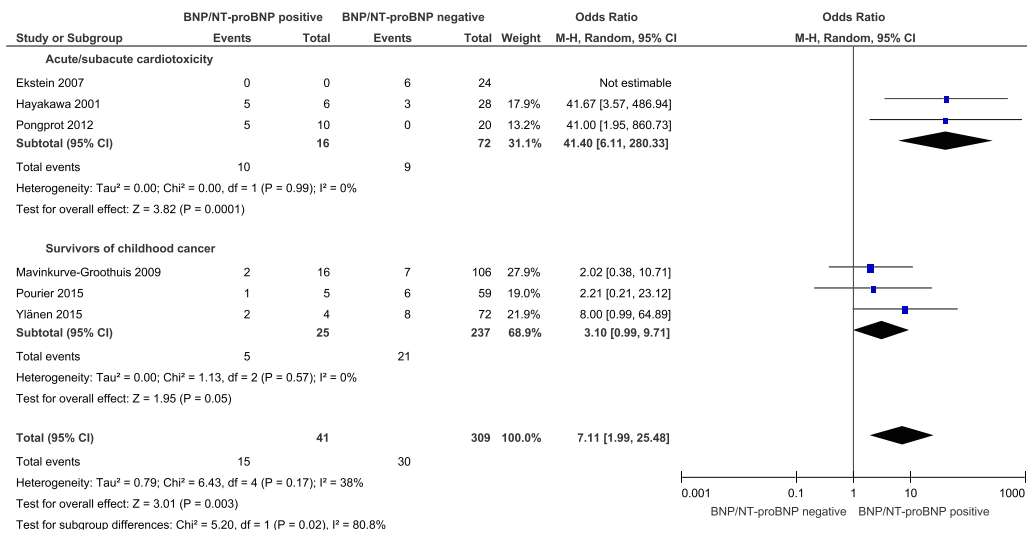 BNP/NT-proBNP positive BNP/NT-proBNP negative Odds Ratio Odds Ratio
Study or Subgroup Events Total Events Total Weight M-H, Random, 95% CI M-H, Random, 95% CI
Acute/subacute cardiotoxicity
Ekstein 2007 0 0 6 24 Not estimable
Hayakawa 2001 5 6 3 28 17.9% 41.67 [3.57, 486.94]
Pongprot 2012 5 10 0 20 13.2% 41.00 [1.95, 860.73]
Subtotal (95% CI) 16 72 31.1% 41.40 [6.11, 280.33]
Total events 10 9
Heterogeneity: Tau² = 0.00; Chi² = 0.00, df = 1 (P = 0.99); I² = 0%
Test for overall effect: Z = 3.82 (P = 0.0001)
Survivors of childhood cancer
Mavinkurve-Groothuis 2009 2 16 7 106 27.9% 2.02 [0.38, 10.71]
Pourier 2015 1 5 6 59 19.0% 2.21 [0.21, 23.12]
Ylänen 2015 2 4 8 72 21.9% 8.00 [0.99, 64.89]
Subtotal (95% CI) 25 237 68.9% 3.10 [0.99, 9.71]
Total events 5 21
Heterogeneity: Tau² = 0.00; Chi² = 1.13, df = 2 (P = 0.57); I² = 0%
Test for overall effect: Z = 1.95 (P = 0.05)
Total (95% CI) 41 309 100.0% 7.11 [1.99, 25.48]
Total events 15 30
Heterogeneity: Tau² = 0.79; Chi² = 6.43, df = 4 (P = 0.17); I² = 38%
Test for overall effect: Z = 3.01 (P = 0.003)
Test for subgroup differences: Chi² = 5.20, df = 1 (P = 0.02), I² = 80.8%
0.001 0.1 1 10 1000
BNP/NT-proBNP negative BNP/NT-proBNP positive